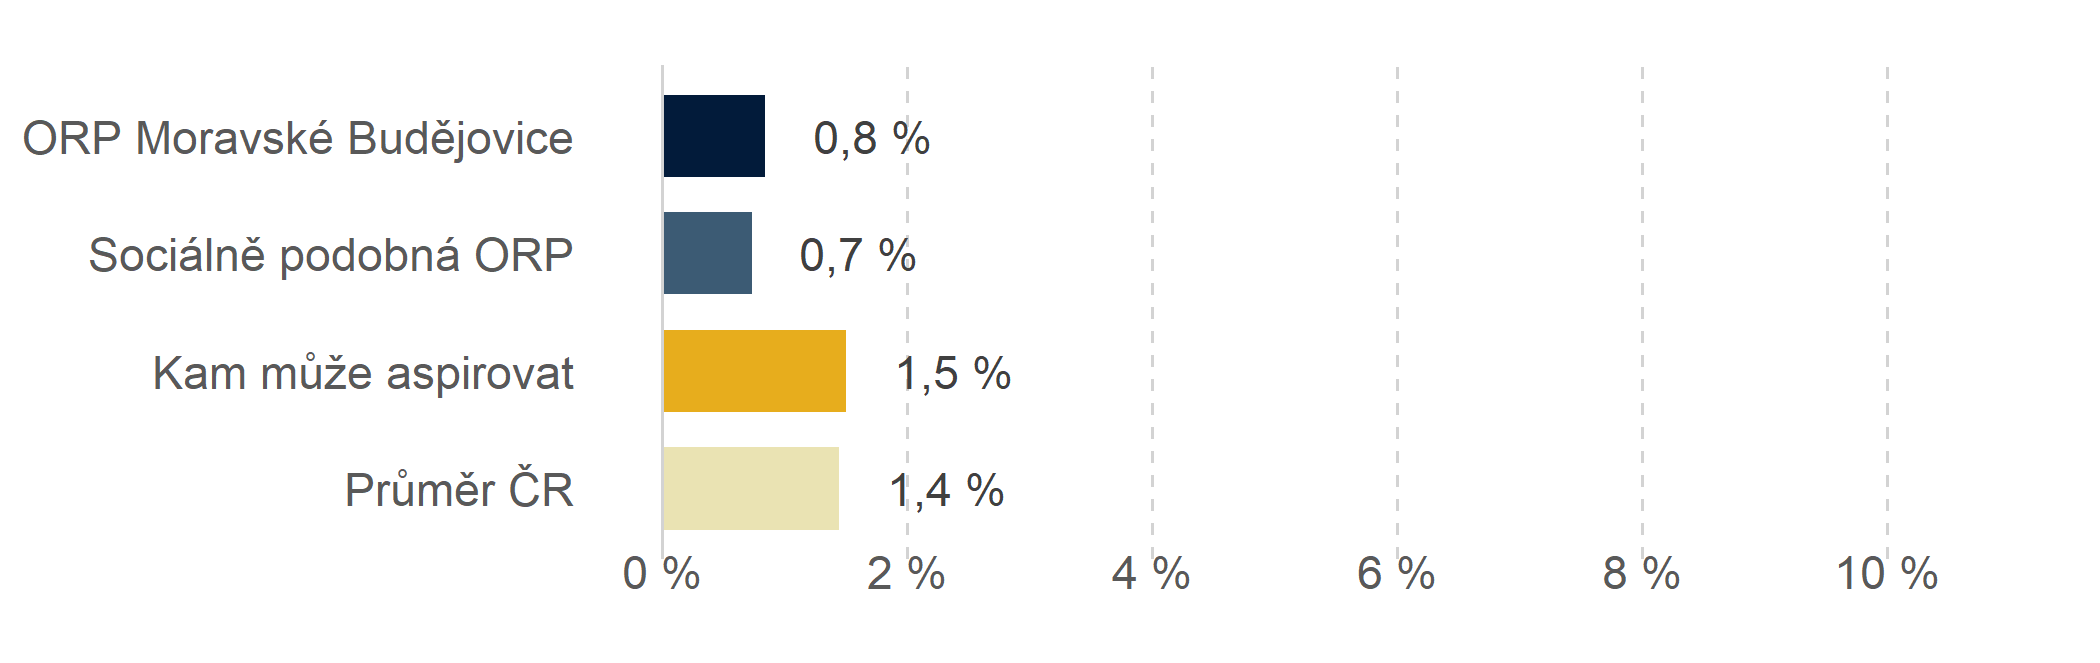 ORP Moravské Budějovice 0,8 %
Sociálně podobná ORP 0,7 %
Kam může aspirovat 1,5 %
Průměr ČR 1,4 %
0 % 2 % 4 % 6 % 8 % 10 %